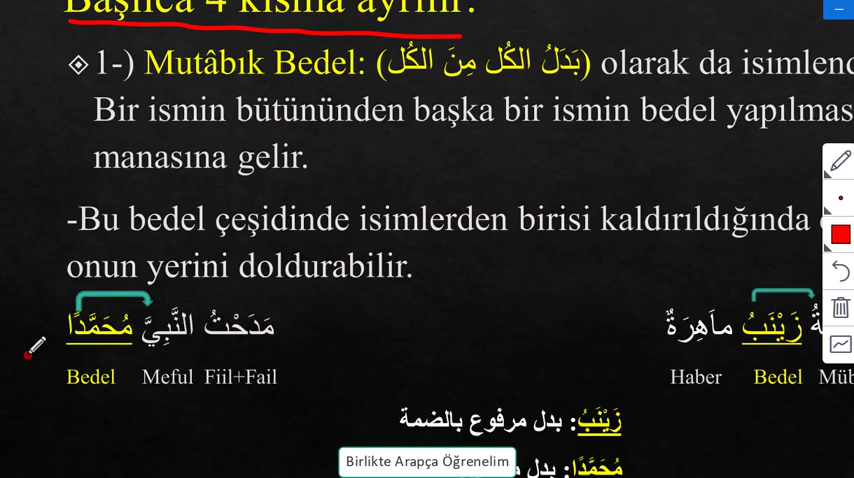 Başlıca 4 kısma ayrılır:
1-) Mutâbık Bedel: (بَدَلُ الكُل مِنَ الكُل) olarak da isimlend
Bir ismin bütününden başka bir ismin bedel yapılmas
manasına gelir.
-Bu bedel çeşidinde isimlerden birisi kaldırıldığında
onun yerini doldurabilir.
مَدَحْتُ النَّبِيَّ مُحَمَّدًا
زَيْنَبُ ماَهِرَةٌ
Bedel Meful Fiil+Fail
Haber Bedel Müb
زَيْنَبُ: بدل مرفوع بالضمة
مُحَمَّدًا: بدل
Birlikte Arapça Öğrenelim